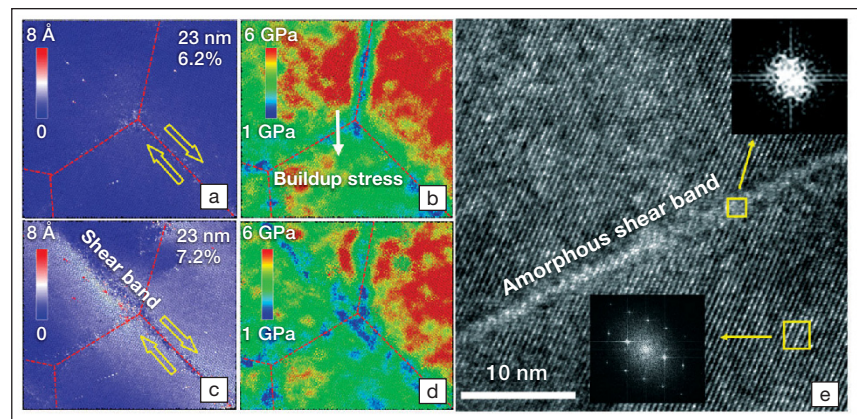 8 Å
23 nm
6.2%
0
a
6 GPa
1 GPa
Buildup stress
b
8 Å
23 nm
7.2%
Shear band
0
c
6 GPa
1 GPa
d
Amorphous shear band
10 nm
e